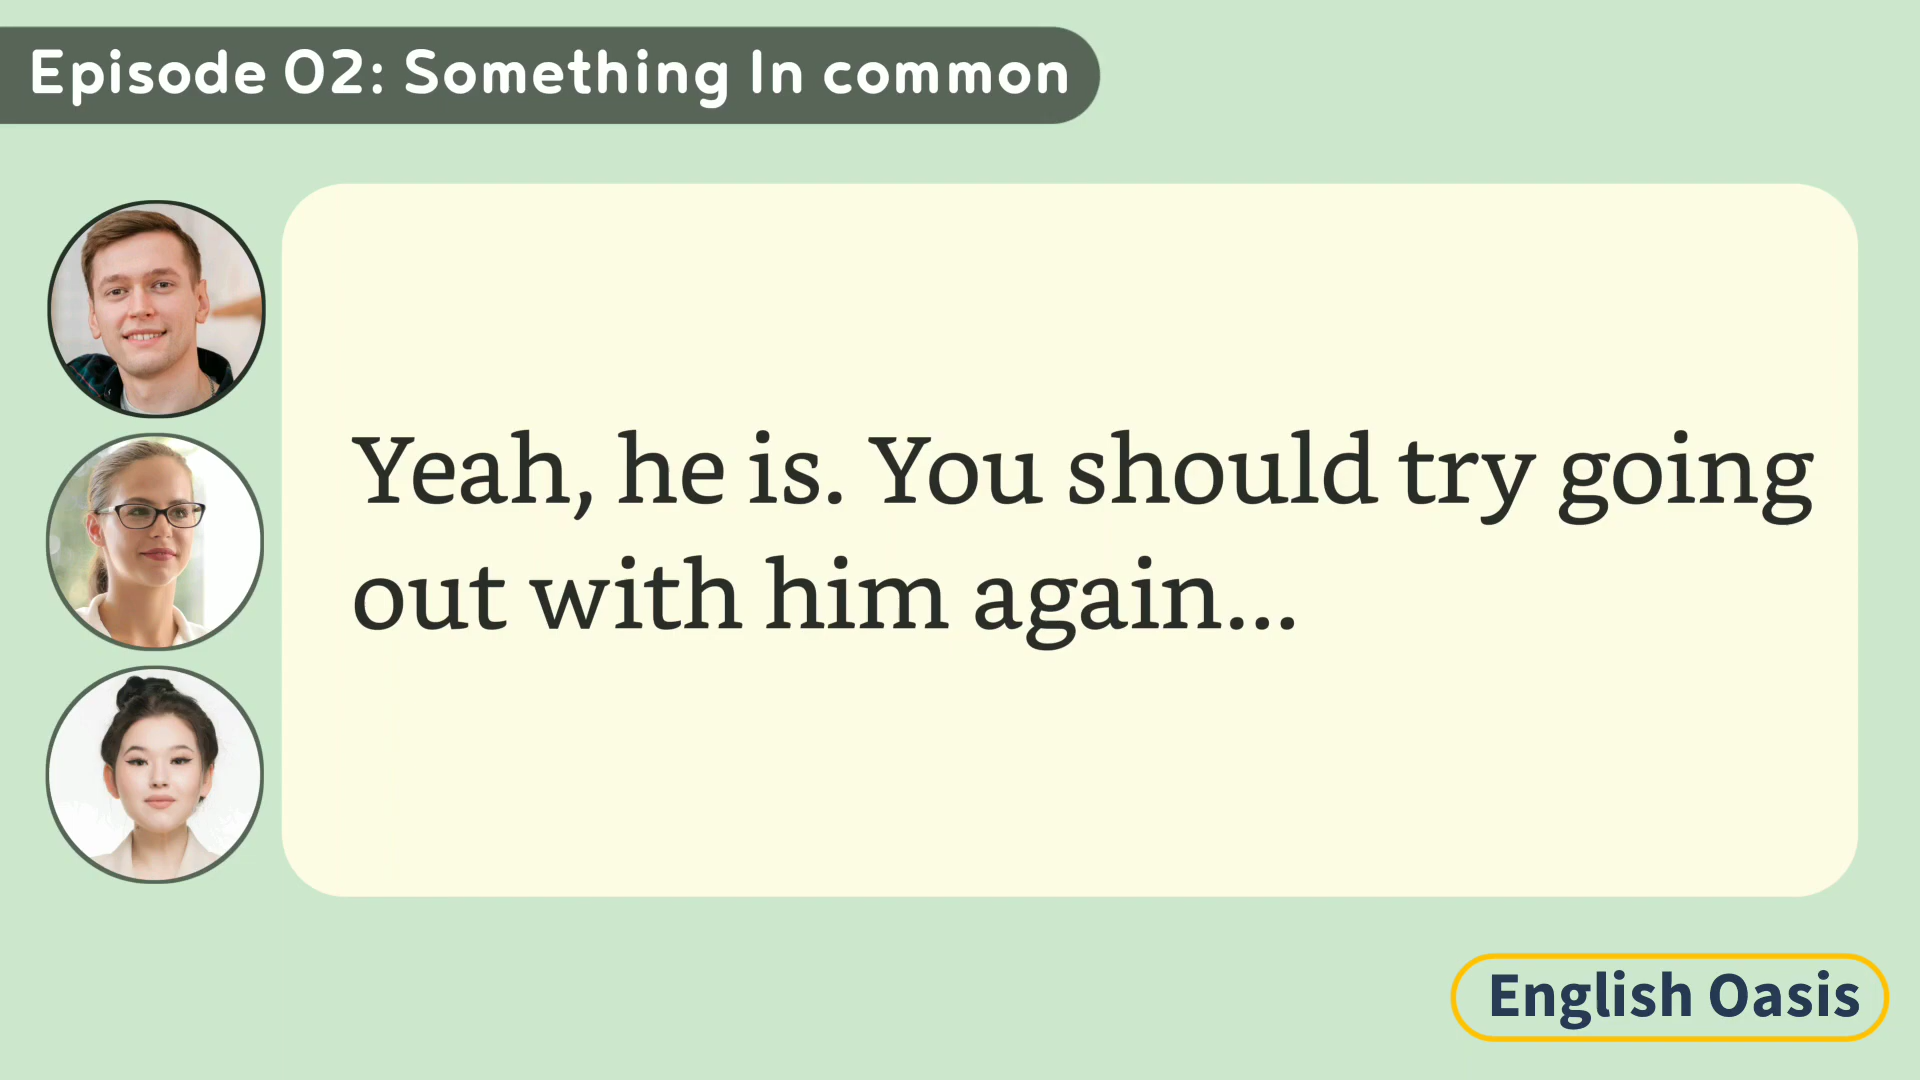 Episode 02: Something In common
Yeah, he is. You should try going
out with him again...
English Oasis